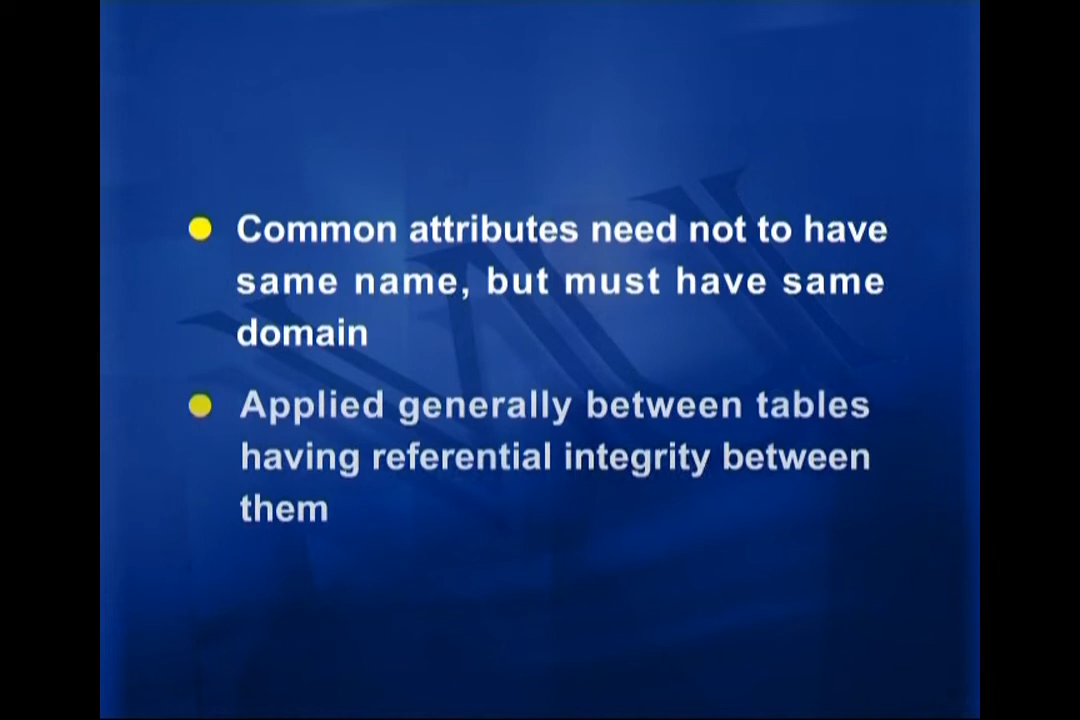 Common attributes need not to have
same name, but must have same
domain
Applied generally between tables
having referential integrity between
them